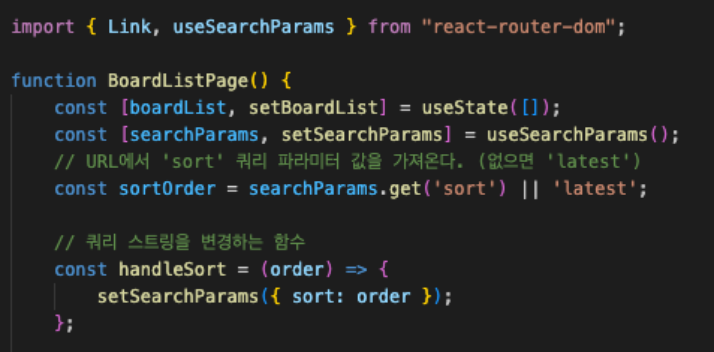 import { Link, useSearchParams } from "react-router-dom";
function BoardListPage() {
const [boardList, setBoardList] = useState([]);
const [searchParams, setSearchParams] = useSearchParams();
// URL에서 'sort' 쿼리 파라미터 값을 가져온다. (없으면 'latest')
const sortOrder = searchParams.get('sort') || 'latest';
// 쿼리 스트링을 변경하는 함수
const handleSort = (order) => {
setSearchParams({ sort: order });
};